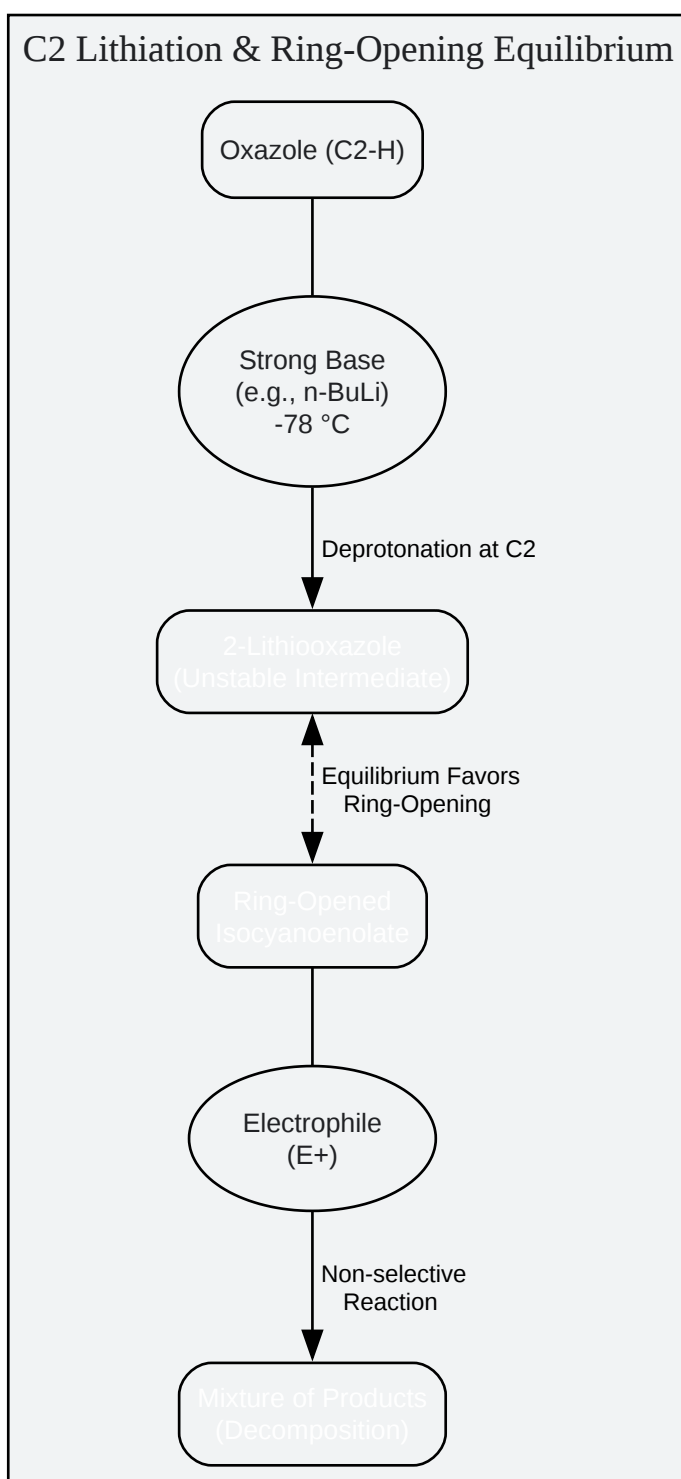 C2 Lithiation & Ring-Opening Equilibrium
Oxazole (C2-H)
Strong Base
(e.g., n-BuLi)
-78 °C
Deprotonation at C2
2-Lithiooxazole
(Unstable Intermediate)
Equilibrium Favors
Ring-Opening
Ring-Opened
Isocyanoenolate
Electrophile
(E+)
Non-selective
Reaction
Mixture of Products
(Decomposition)